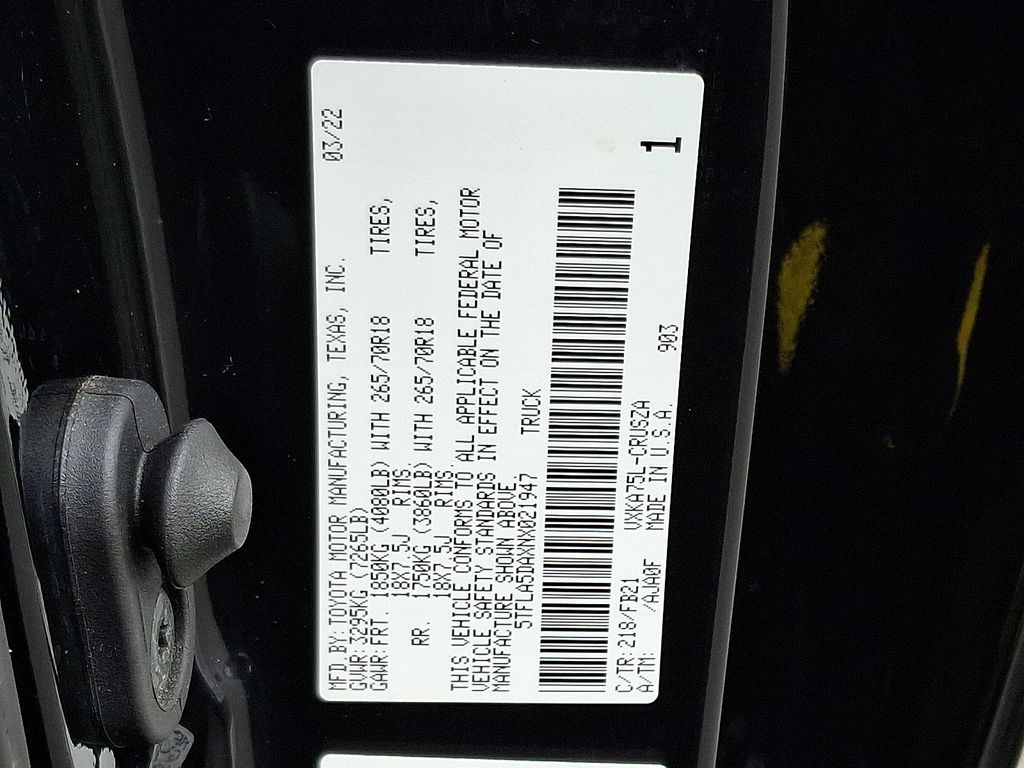 MFD.BY: TOYOTA MOTOR MANUFACTURING, TEXAS, INC. 03/22
GVWR: 3295KG (7265LB)
GAWR: FRT. 1850KG (4080LB) WITH 265/70R18 TIRES,
18X7.5J RIMS.
RR. 1750KG (3860LB) WITH 265/70R18 TIRES,
18X7.5J RIMS.
THIS VEHICLE CONFORMS TO ALL APPLICABLE FEDERAL MOTOR
VEHICLE SAFETY STANDARDS IN EFFECT ON THE DATE OF
MANUFACTURE SHOWN ABOVE.
5TFLA5DAXNX021947 TRUCK
C/TR: 218/FB21 VXKA75L-CRUSZA 1
A/TM: /AJA0F MADE IN U.S.A. 903